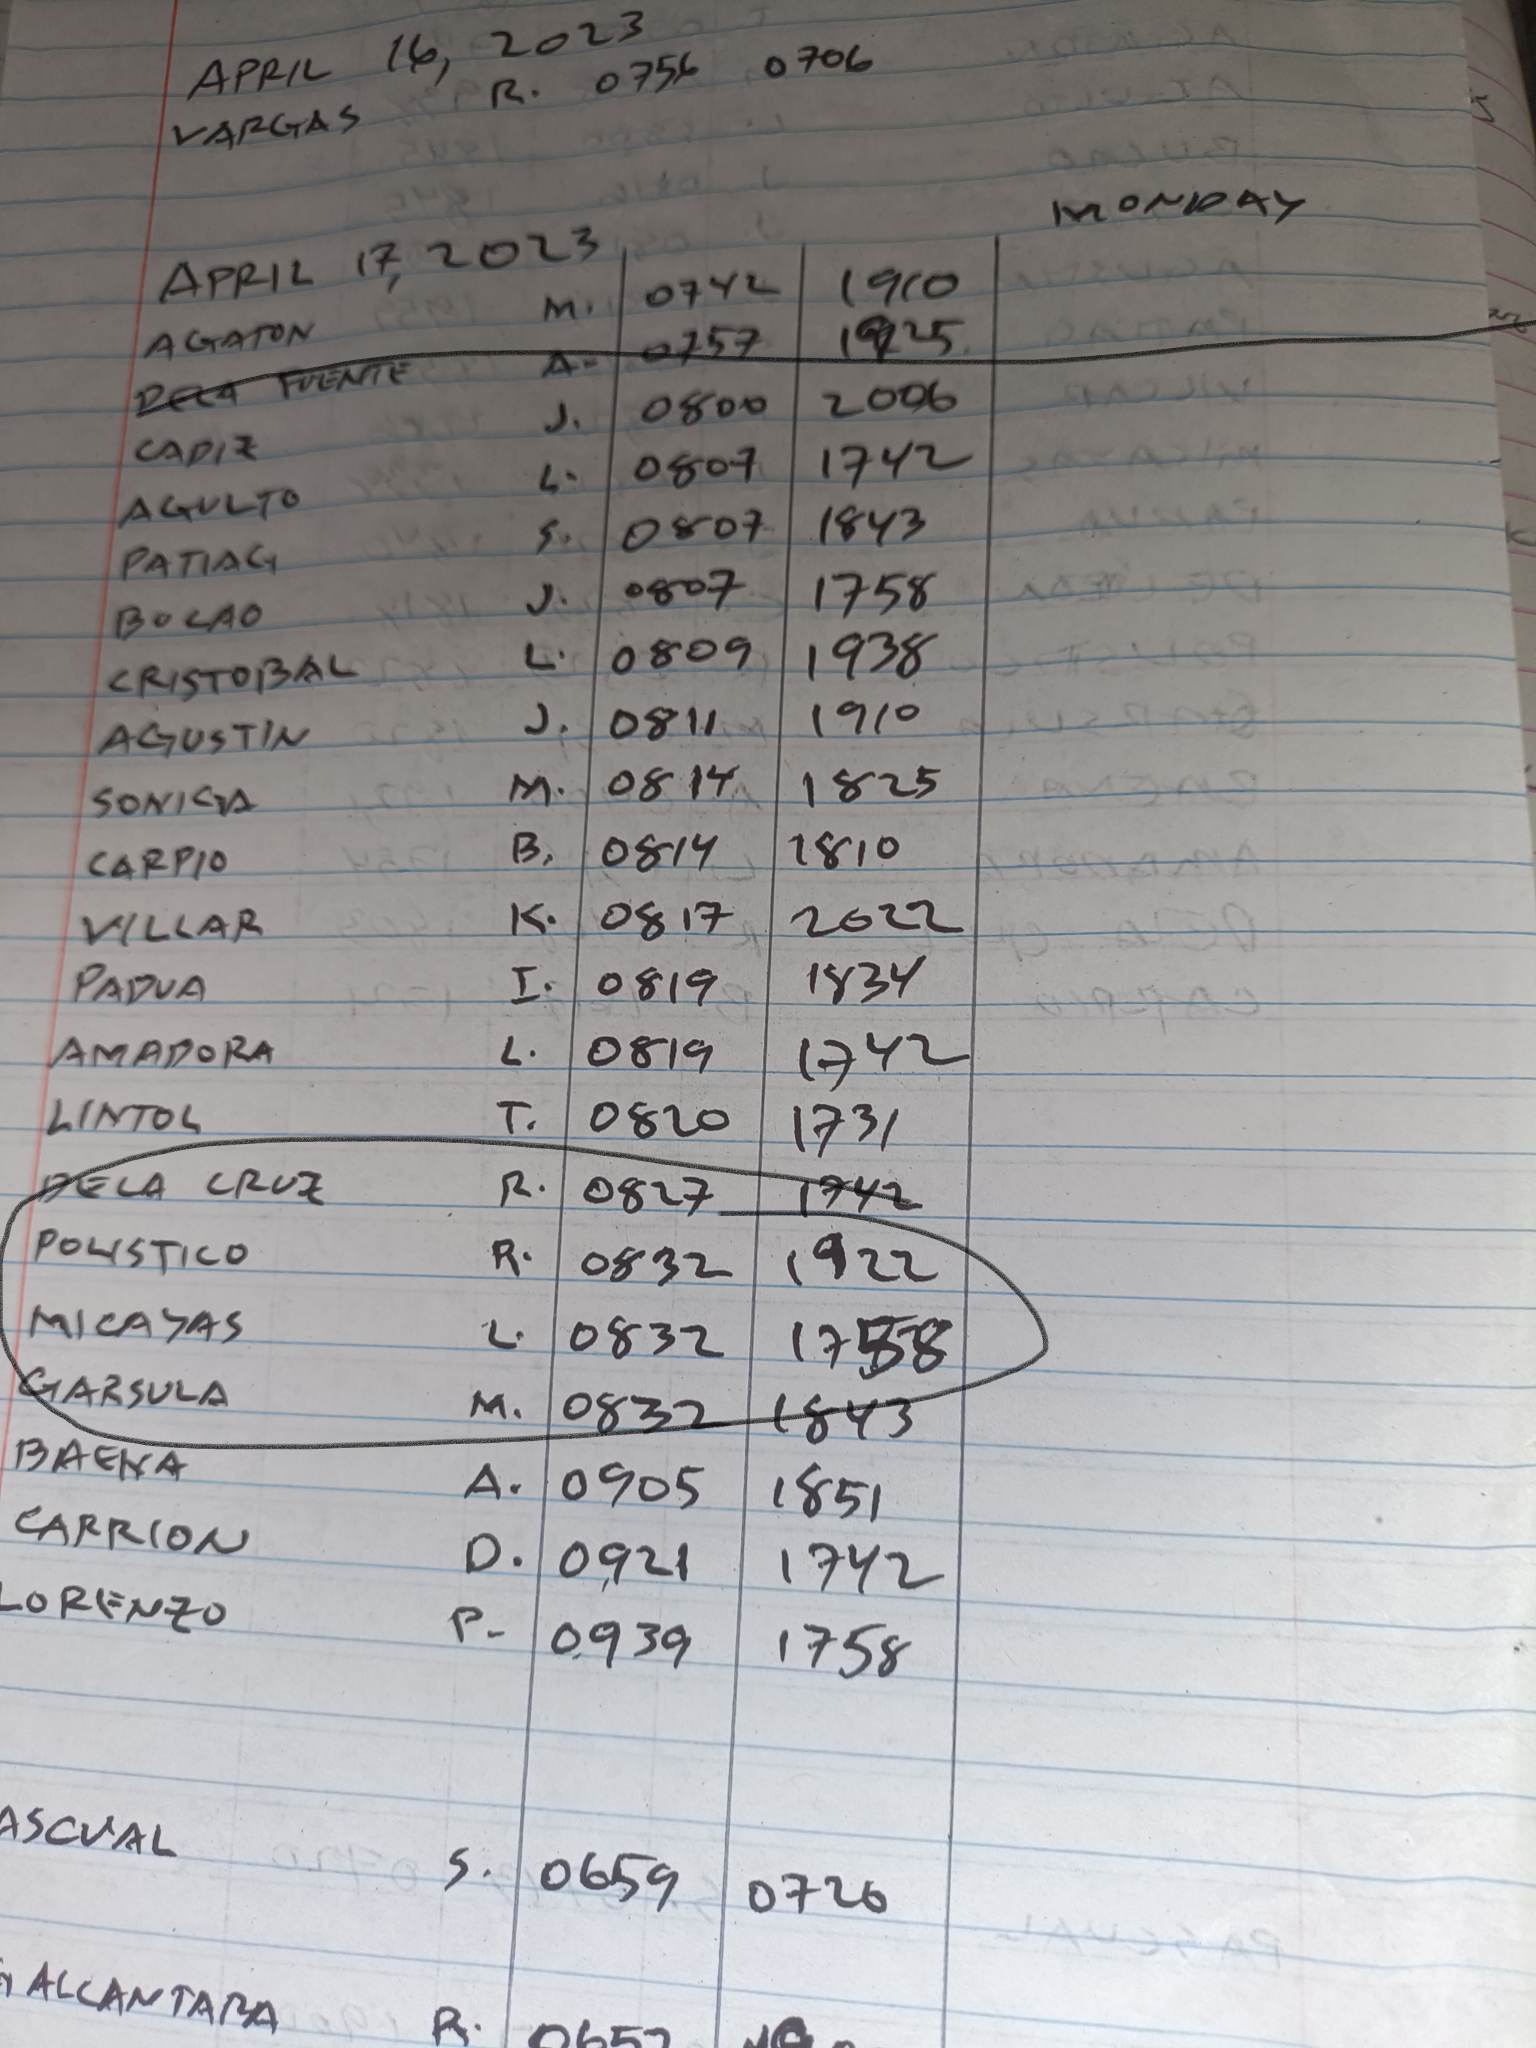 APRIL 16, 2023
VARGAS R. 0756 0706
MONDAY
APRIL 17, 2023
AGATON M. 0742 1910
DELA FUENTE A. 0757 1925
CADIZ J. 0800 2006
AGULTO L. 0807 1742
PATIAG S. 0807 1843
BOLAO J. 0807 1758
CRISTOBAL L. 0809 1938
AGUSTIN J. 0811 1910
SONIGA M. 0814 1825
CARPIO B. 0814 1810
VILLAR K. 0817 2022
PADUA I. 0819 1834
AMADORA L. 0819 1742
LINTOL T. 0820 1731
DELA CRUZ R. 0827 1742
POLISTICO R. 0832 1922
MICAYAS L. 0832 1758
GARSULA M. 0832 1843
BAENA A. 0905 1851
CARRION D. 0921 1742
LORENZO P. 0939 1758
ASCUAL S. 0659 0726
ALCANTARA R.